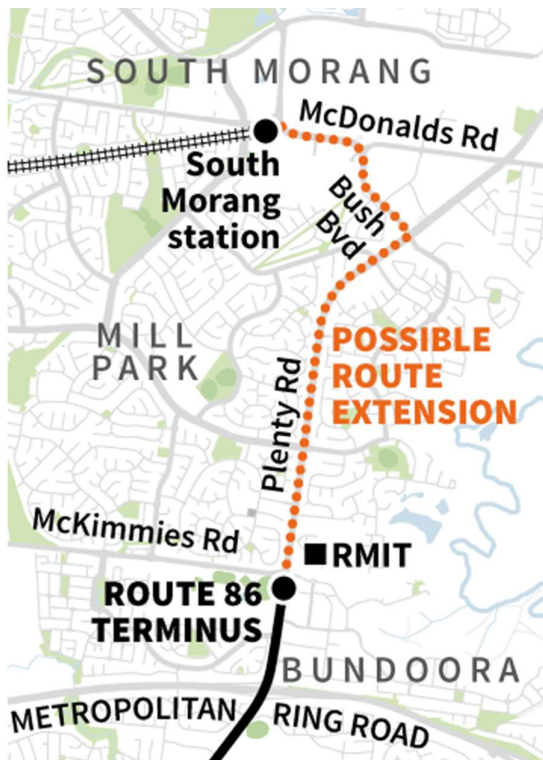 SOUTH MORANG
McDonalds Rd
South
Morang
station
Bush
Bvd
MILL
PARK
POSSIBLE
ROUTE
EXTENSION
Plenty Rd
McKimmies Rd
RMIT
ROUTE 86
TERMINUS
BUNDOORA
METROPOLITAN RING ROAD